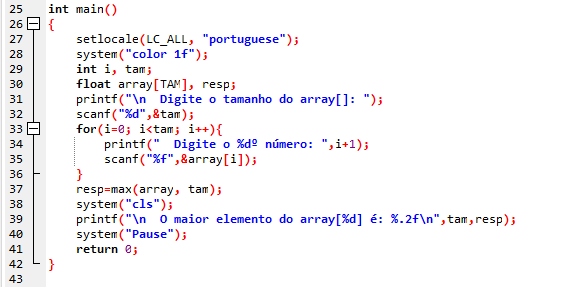 25 int main()
26 {
27 setlocale(LC_ALL, "portuguese");
28 system("color 1f");
29 int i, tam;
30 float array[TAM], resp;
31 printf("\n  Digite o tamanho do array[]: ");
32 scanf("%d",&tam);
33 for(i=0; i<tam; i++){
34 printf("  Digite o %dº número: ",i+1);
35 scanf("%f",&array[i]);
36 }
37 resp=max(array, tam);
38 system("cls");
39 printf("\n  O maior elemento do array[%d] é: %.2f\n",tam,resp);
40 system("Pause");
41 return 0;
42 }
43